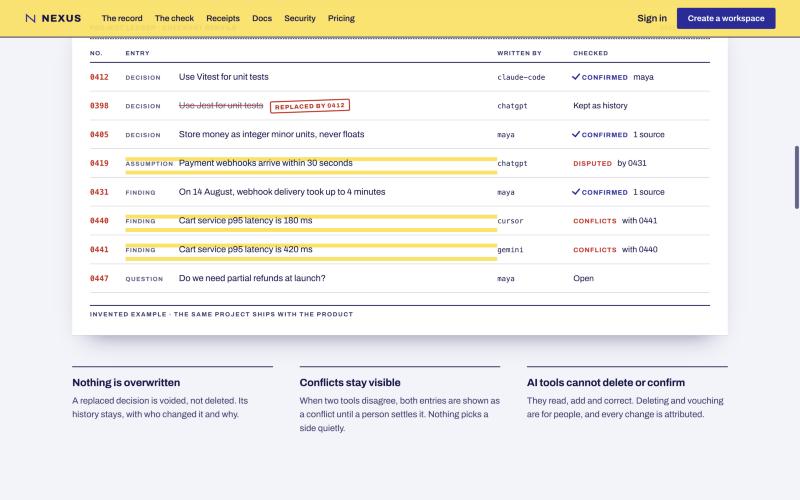 NEXUS The record The check Receipts Docs Security Pricing Sign in Create a workspace
NO. ENTRY WRITTEN BY CHECKED
0412 DECISION Use Vitest for unit tests claude-code CONFIRMED maya
0398 DECISION Use Jest for unit tests REPLACED BY 0412 chatgpt Kept as history
0405 DECISION Store money as integer minor units, never floats maya CONFIRMED 1 source
0419 ASSUMPTION Payment webhooks arrive within 30 seconds chatgpt DISPUTED by 0431
0431 FINDING On 14 August, webhook delivery took up to 4 minutes maya CONFIRMED 1 source
0440 FINDING Cart service p95 latency is 180 ms cursor CONFLICTS with 0441
0441 FINDING Cart service p95 latency is 420 ms gemini CONFLICTS with 0440
0447 QUESTION Do we need partial refunds at launch? maya Open
INVENTED EXAMPLE · THE SAME PROJECT SHIPS WITH THE PRODUCT
Nothing is overwritten
A replaced decision is voided, not deleted. Its
history stays, with who changed it and why.
Conflicts stay visible
When two tools disagree, both entries are shown as
a conflict until a person settles it. Nothing picks a
side quietly.
AI tools cannot delete or confirm
They read, add and correct. Deleting and vouching
are for people, and every change is attributed.